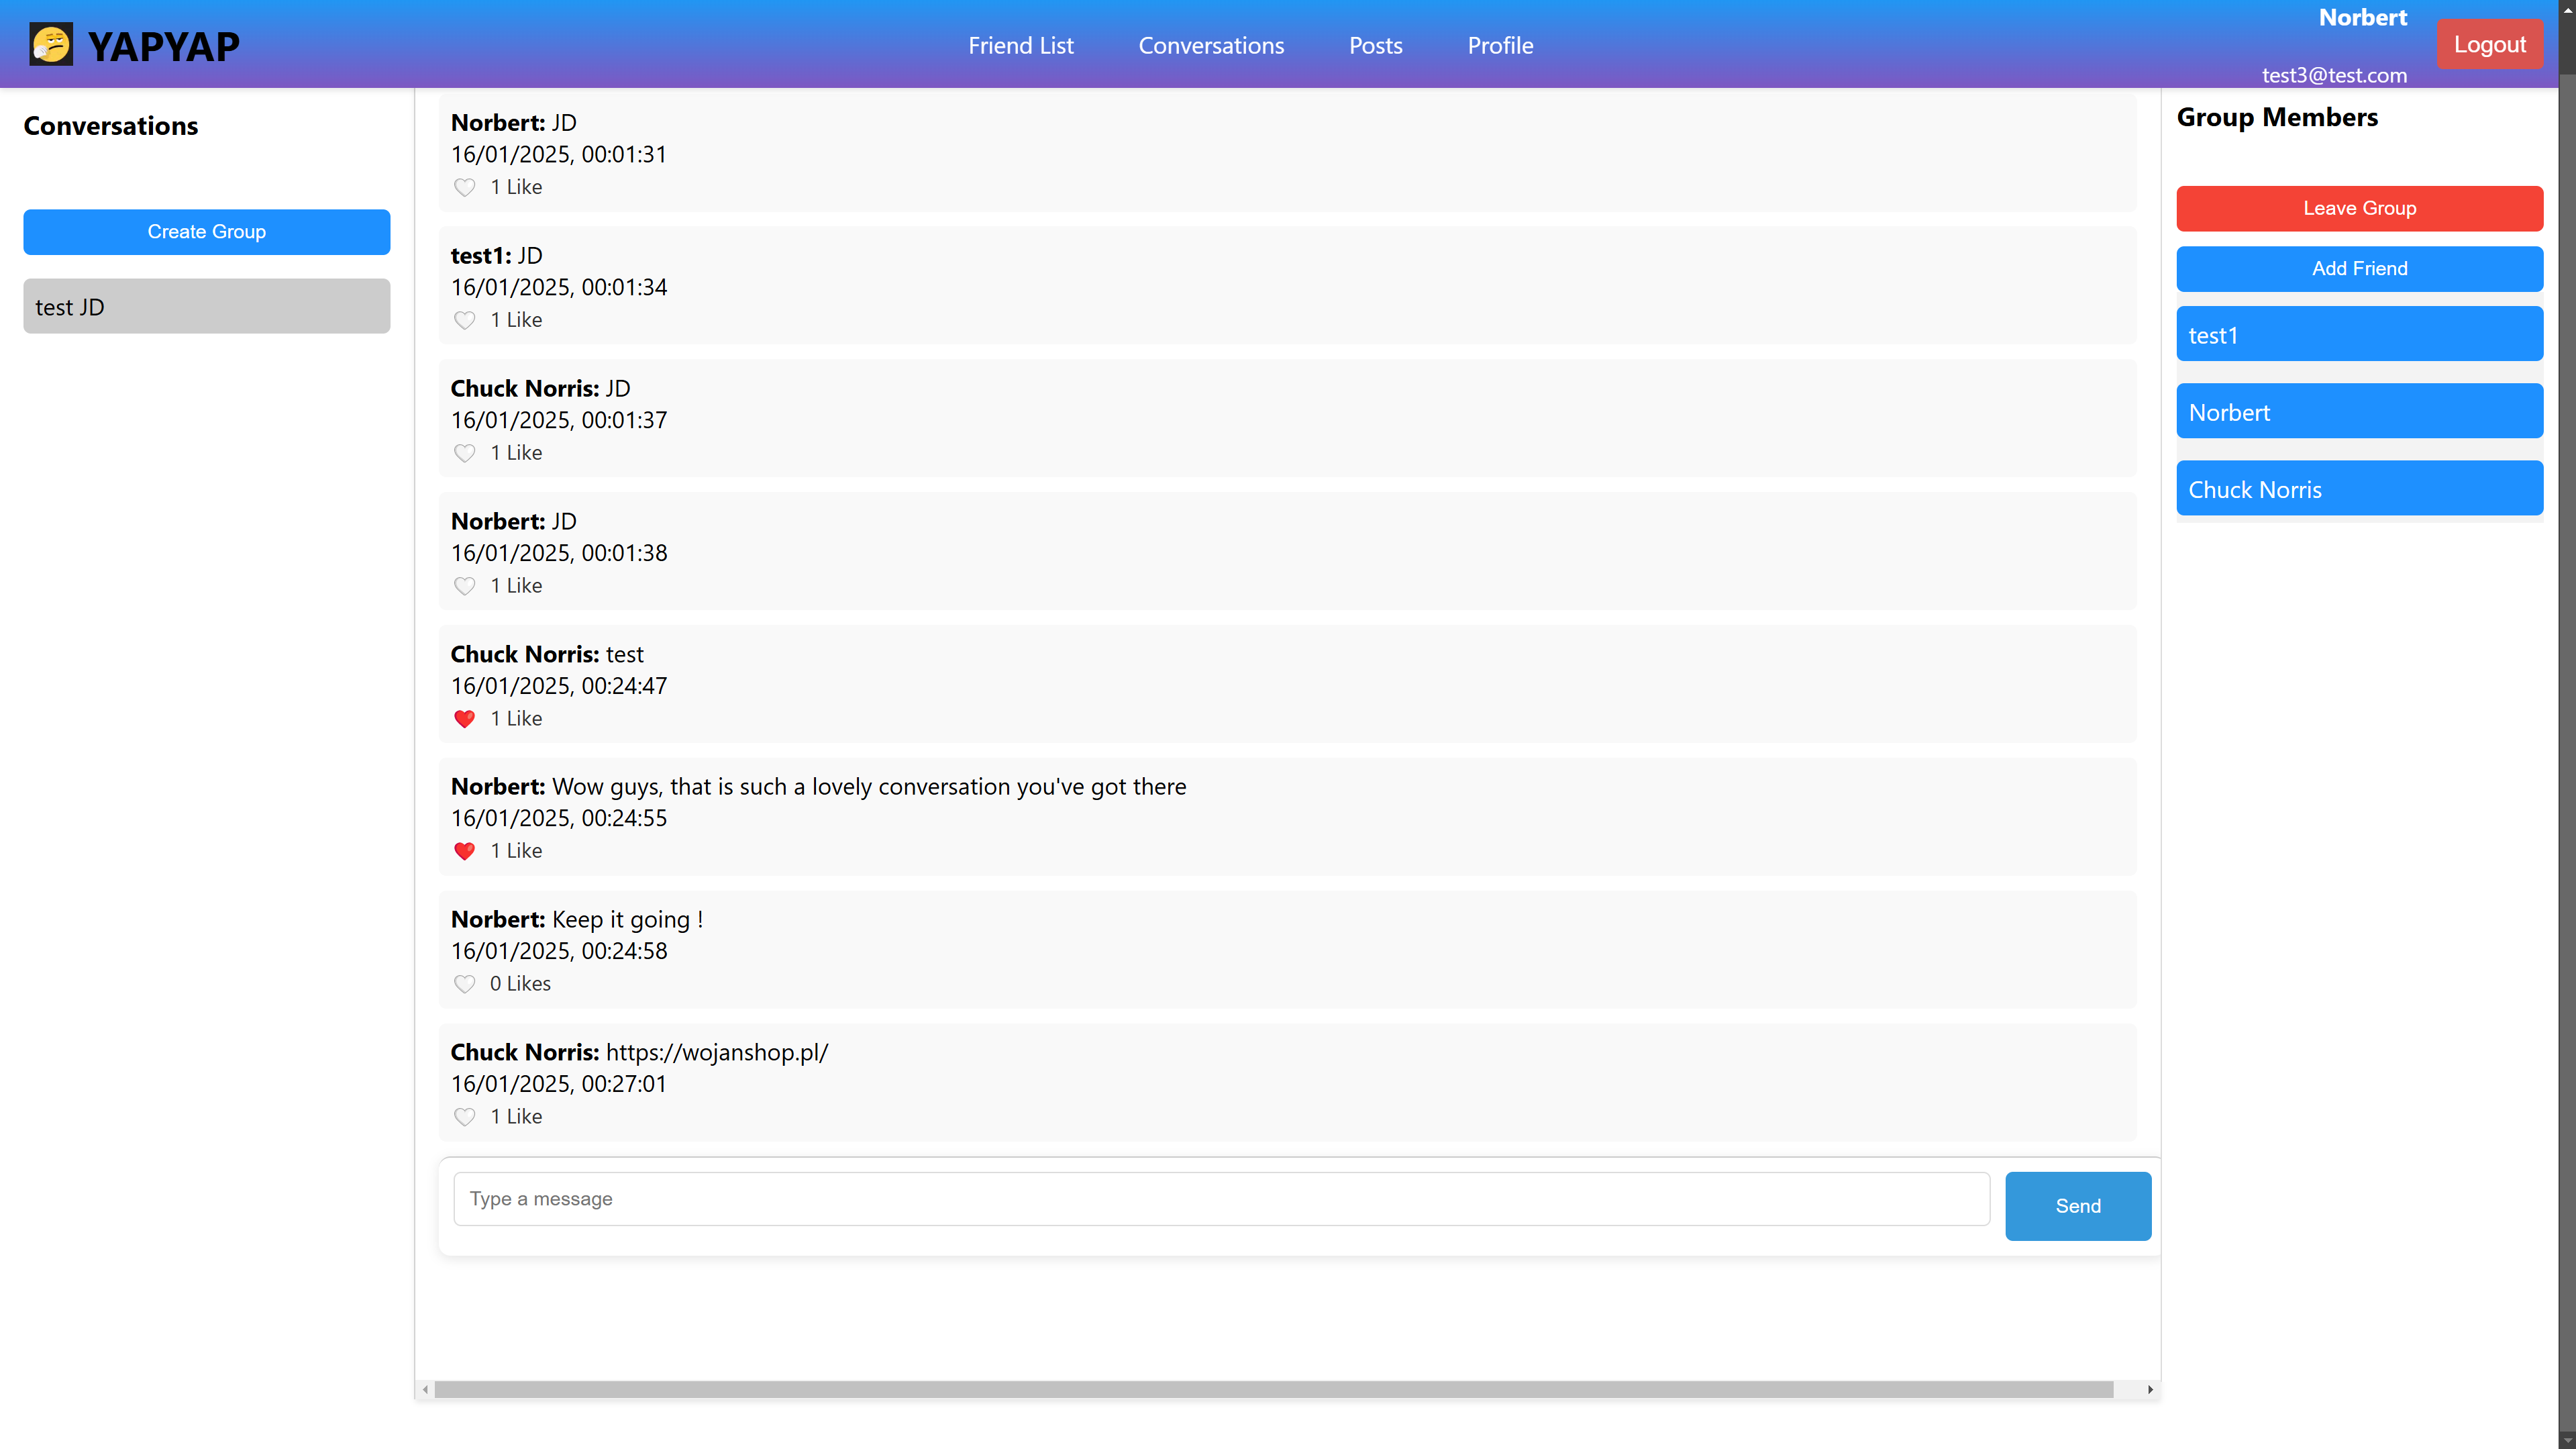 YAPYAP
Friend List
Conversations
Posts
Profile
Norbert
test3@test.com
Logout
Conversations
Create Group
test JD
Norbert: JD
16/01/2025, 00:01:31
1 Like
test1: JD
16/01/2025, 00:01:34
1 Like
Chuck Norris: JD
16/01/2025, 00:01:37
1 Like
Norbert: JD
16/01/2025, 00:01:38
1 Like
Chuck Norris: test
16/01/2025, 00:24:47
1 Like
Norbert: Wow guys, that is such a lovely conversation you've got there
16/01/2025, 00:24:55
1 Like
Norbert: Keep it going !
16/01/2025, 00:24:58
0 Likes
Chuck Norris: https://wojanshop.pl/
16/01/2025, 00:27:01
1 Like
Type a message
Send
Group Members
Leave Group
Add Friend
test1
Norbert
Chuck Norris